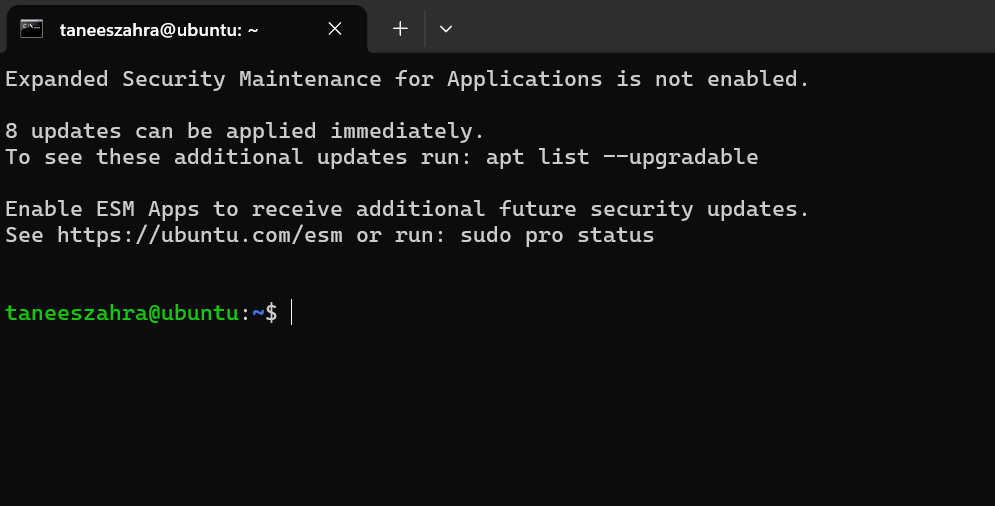 taneeszahra@ubuntu: ~
Expanded Security Maintenance for Applications is not enabled.
8 updates can be applied immediately.
To see these additional updates run: apt list --upgradable
Enable ESM Apps to receive additional future security updates.
See https://ubuntu.com/esm or run: sudo pro status
taneeszahra@ubuntu:~$